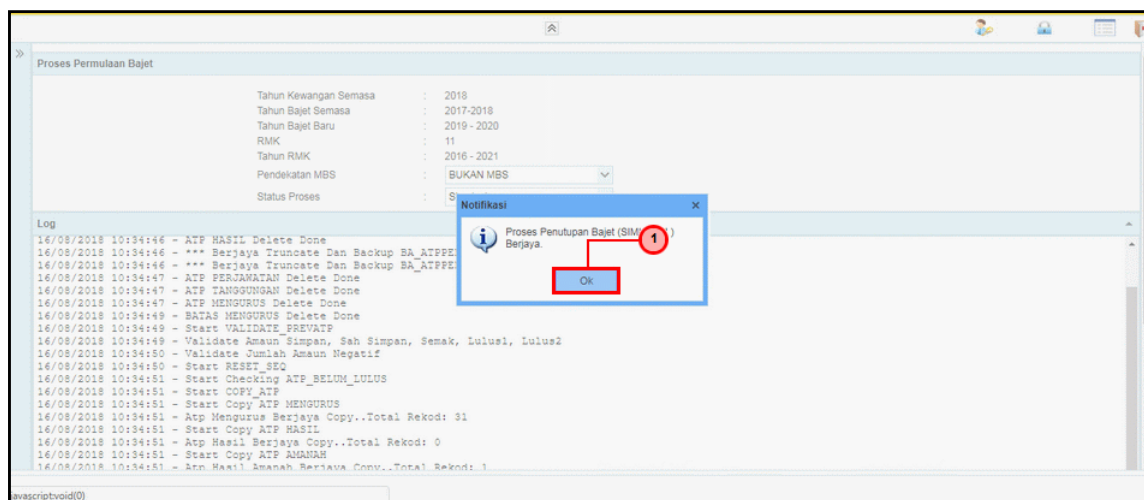 Proses Permulaan Bajet
Tahun Kewangan Semasa : 2018
Tahun Bajet Semasa : 2017-2018
Tahun Bajet Baru : 2019 - 2020
RMK : 11
Tahun RMK : 2016 - 2021
Pendekatan MBS : BUKAN MBS
Status Proses :
Notifikasi
Proses Penutupan Bajet
Berjaya.
1
Ok
Log
16/08/2018 10:34:46 - ATP HASIL Delete Done
16/08/2018 10:34:46 - *** Berjaya Truncate Dan Backup
16/08/2018 10:34:46 - *** Berjaya Truncate Dan Backup
16/08/2018 10:34:47 - ATP PERJAWATAN Delete Done
16/08/2018 10:34:47 - ATP TANGGUNGAN Delete Done
16/08/2018 10:34:47 - ATP MENGURUS Delete Done
16/08/2018 10:34:49 - BATAS MENGURUS Delete Done
16/08/2018 10:34:49 - Start VALIDATE_PREVATP
16/08/2018 10:34:49 - Validate Amaun Simpan, Sah Simpan, Semak, Lulus1, Lulus2
16/08/2018 10:34:50 - Validate Jumlah Amaun Negatif
16/08/2018 10:34:50 - Start RESET_SEQ
16/08/2018 10:34:51 - Start Checking ATP_BELUM_LULUS
16/08/2018 10:34:51 - Start COPY_ATP
16/08/2018 10:34:51 - Start Copy ATP MENGURUS
16/08/2018 10:34:51 - Atp Mengurus Berjaya Copy..Total Rekod: 31
16/08/2018 10:34:51 - Start Copy ATP HASIL
16/08/2018 10:34:51 - Atp Hasil Berjaya Copy..Total Rekod: 0
16/08/2018 10:34:51 - Start Copy ATP AMANAH
16/08/2018 10:34:51 - Atp Hasil Amanah Berjaya Copy..Total Rekod: 1
avascript:void(0)